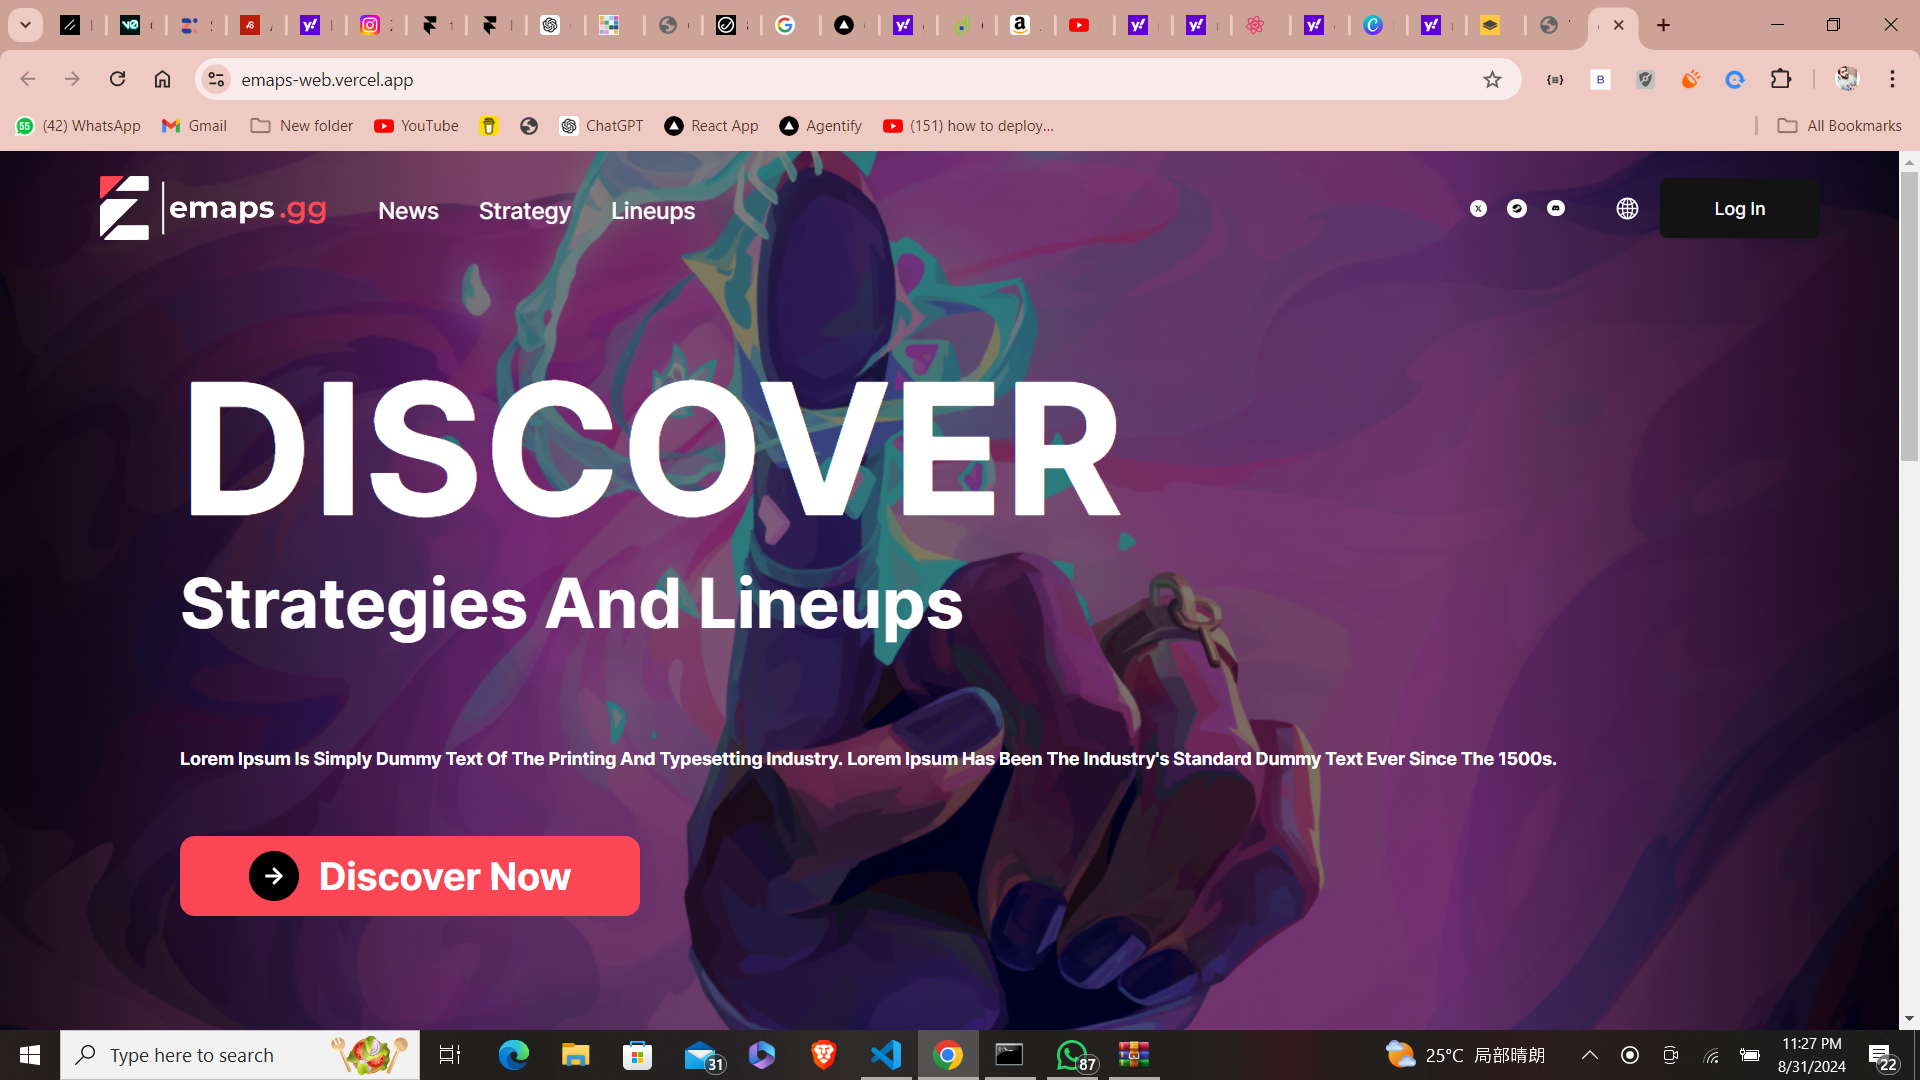 emaps-web.vercel.app
(42) WhatsApp
Gmail
New folder
YouTube
ChatGPT
React App
Agentify
(151) how to deploy...
All Bookmarks
emaps.gg
News
Strategy
Lineups
Log In
DISCOVER
Strategies And Lineups
Lorem Ipsum Is Simply Dummy Text Of The Printing And Typesetting Industry. Lorem Ipsum Has Been The Industry's Standard Dummy Text Ever Since The 1500s.
Discover Now
Type here to search
31
87
25°C 局部晴朗
11:27 PM
8/31/2024
22